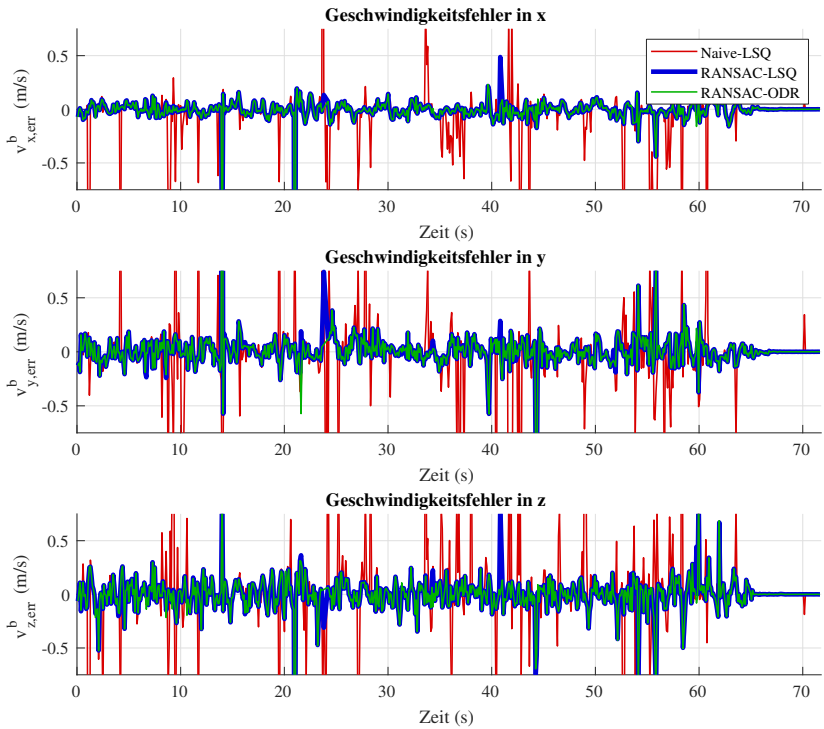 Geschwindigkeitsfehler in x
0.5
0
-0.5
v^b_x,err (m/s)
Naive-LSQ
RANSAC-LSQ
RANSAC-ODR
0 10 20 30 40 50 60 70
Zeit (s)
Geschwindigkeitsfehler in y
0.5
0
-0.5
v^b_y,err (m/s)
0 10 20 30 40 50 60 70
Zeit (s)
Geschwindigkeitsfehler in z
0.5
0
-0.5
v^b_z,err (m/s)
0 10 20 30 40 50 60 70
Zeit (s)